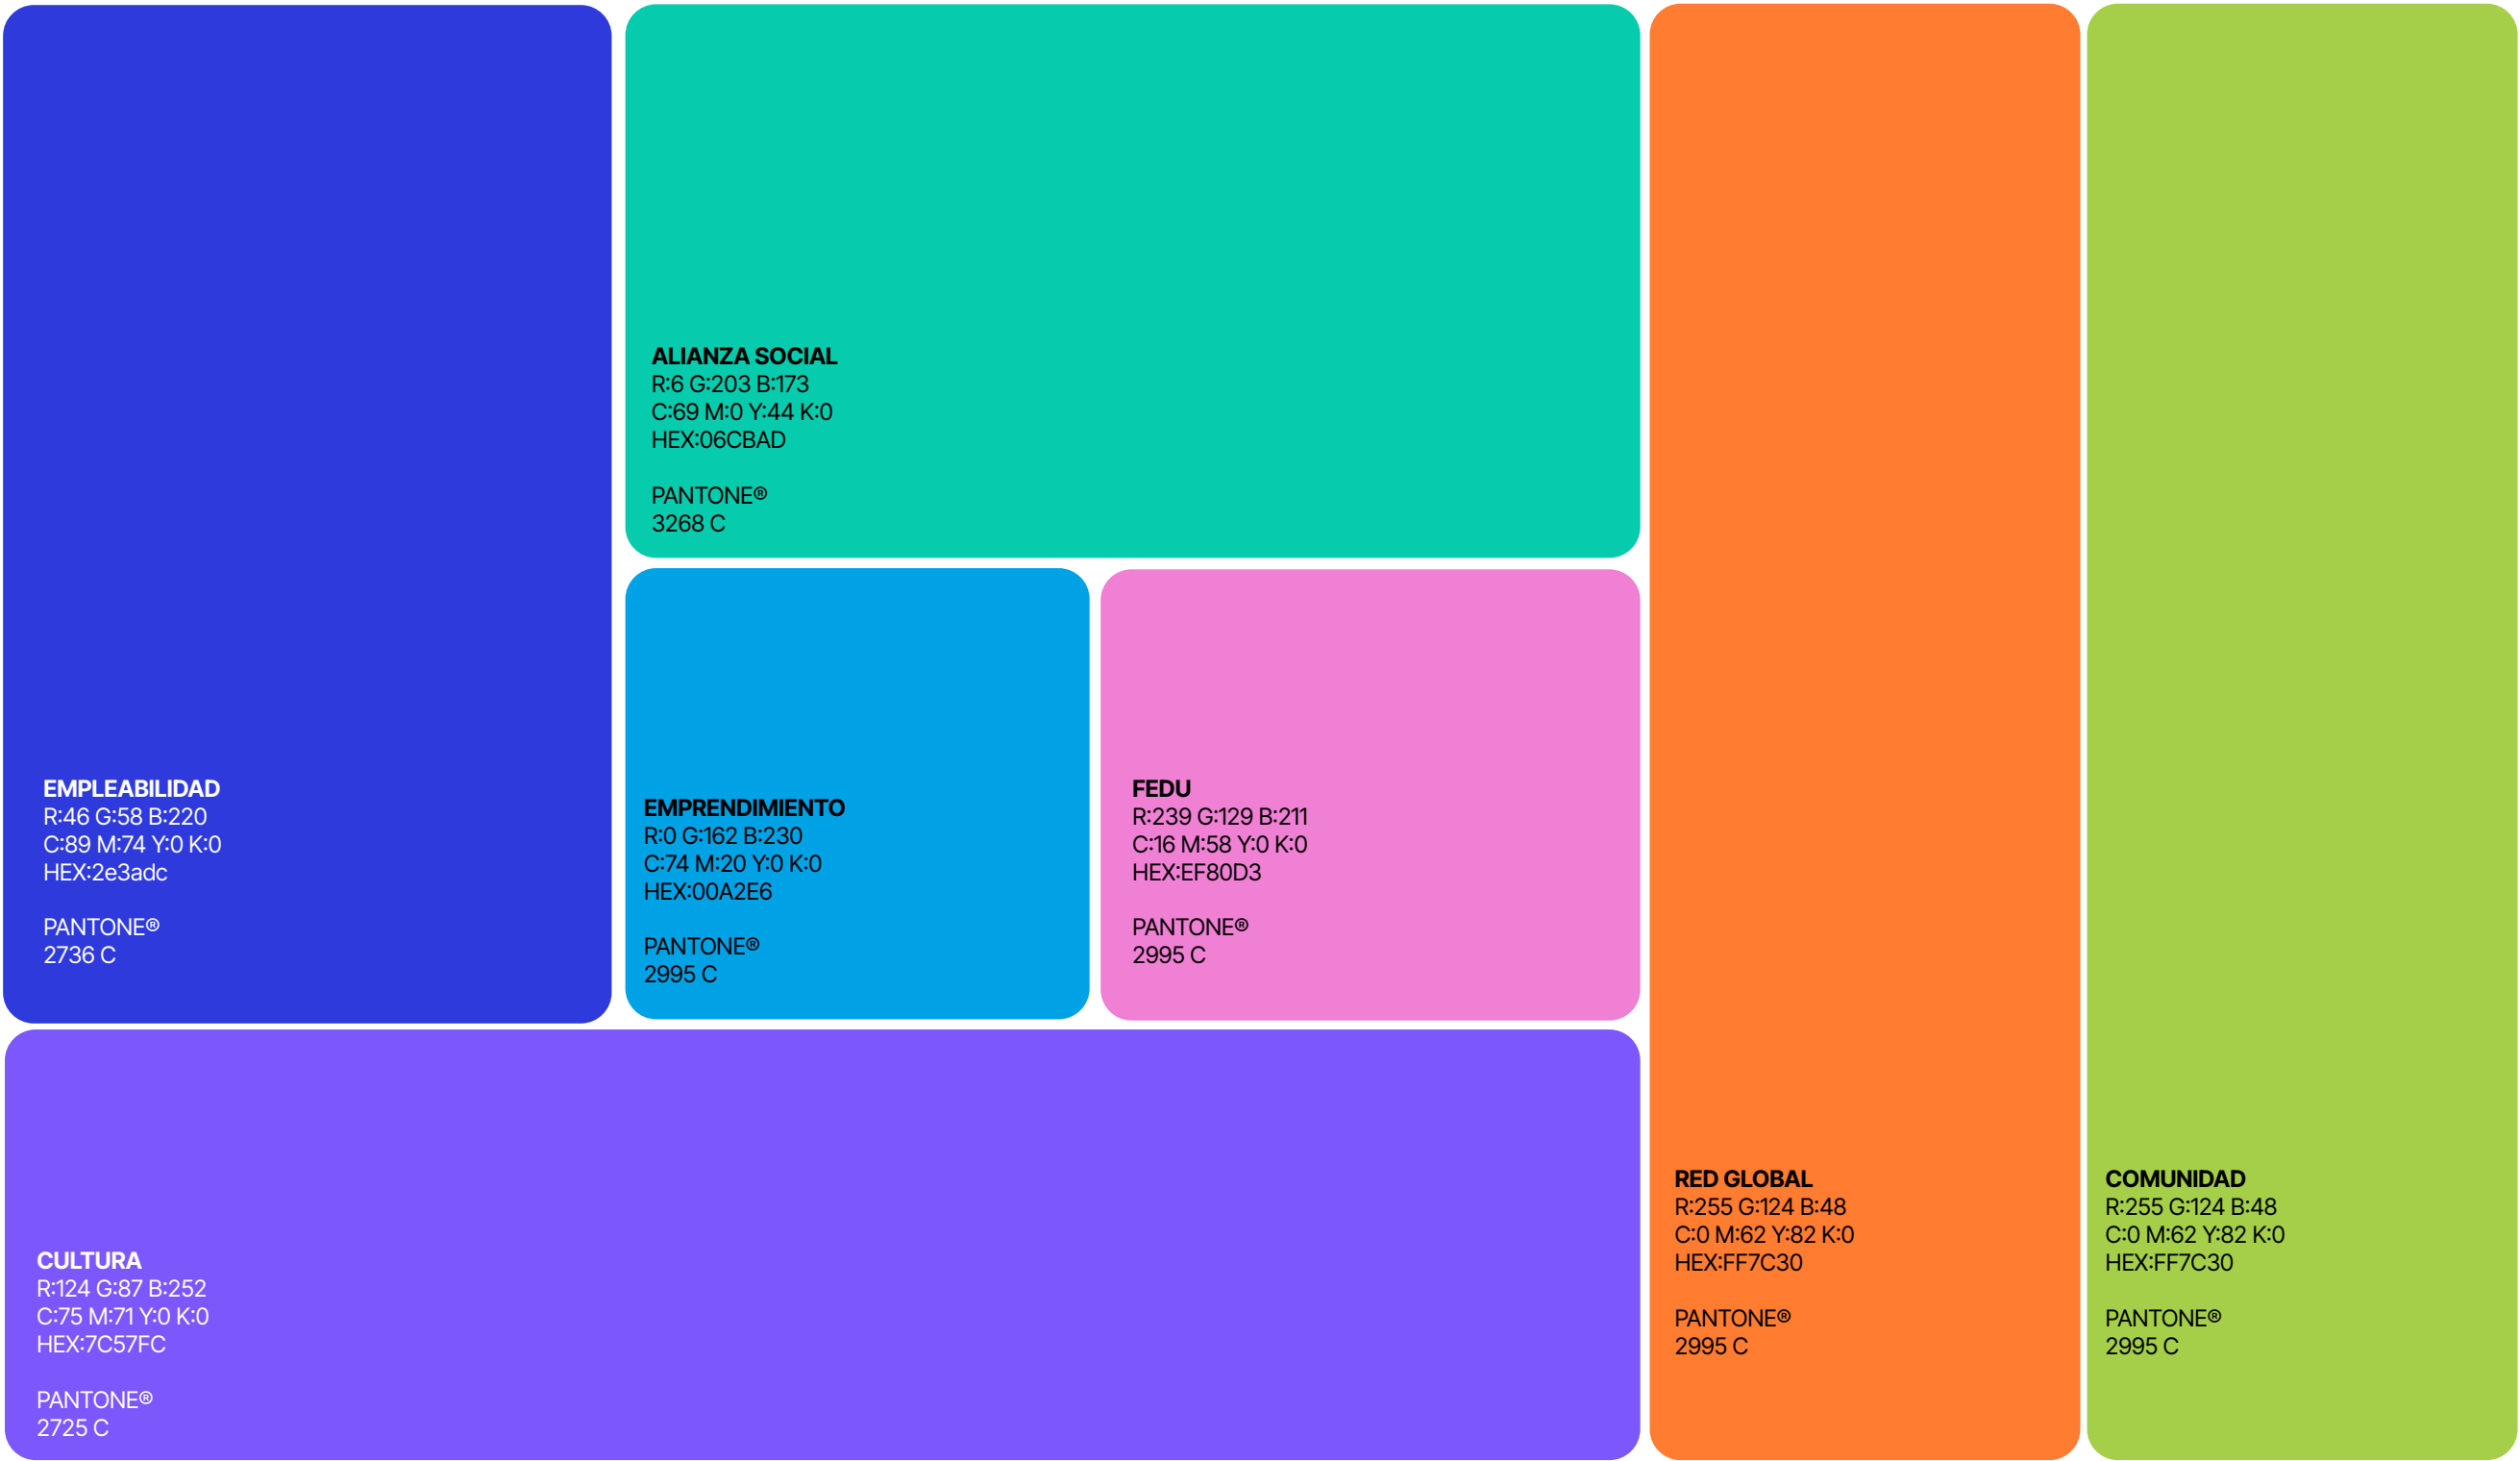 ALIANZA SOCIAL
R:6 G:203 B:173
C:69 M:0 Y:44 K:0
HEX:06CBAD
PANTONE®
3268 C
EMPLEABILIDAD
R:46 G:58 B:220
C:89 M:74 Y:0 K:0
HEX:2e3adc
PANTONE®
2736 C
EMPRENDIMIENTO
R:0 G:162 B:230
C:74 M:20 Y:0 K:0
HEX:00A2E6
PANTONE®
2995 C
FEDU
R:239 G:129 B:211
C:16 M:58 Y:0 K:0
HEX:EF80D3
PANTONE®
2995 C
CULTURA
R:124 G:87 B:252
C:75 M:71 Y:0 K:0
HEX:7C57FC
PANTONE®
2725 C
RED GLOBAL
R:255 G:124 B:48
C:0 M:62 Y:82 K:0
HEX:FF7C30
PANTONE®
2995 C
COMUNIDAD
R:255 G:124 B:48
C:0 M:62 Y:82 K:0
HEX:FF7C30
PANTONE®
2995 C